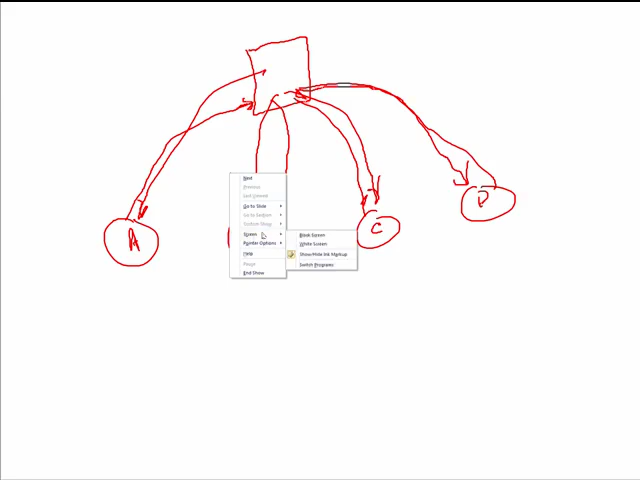 Next
Previous
Last Viewed
Go to Slide
Go to Section
Custom Show
Screen
Pointer Options
Help
Pause
End Show
Black Screen
White Screen
Show/Hide Ink Markup
Switch Programs
A
C
D